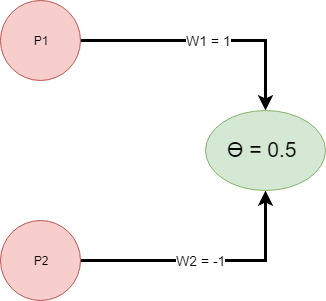 P1
W1 = 1
Ɵ = 0.5
P2
W2 = -1